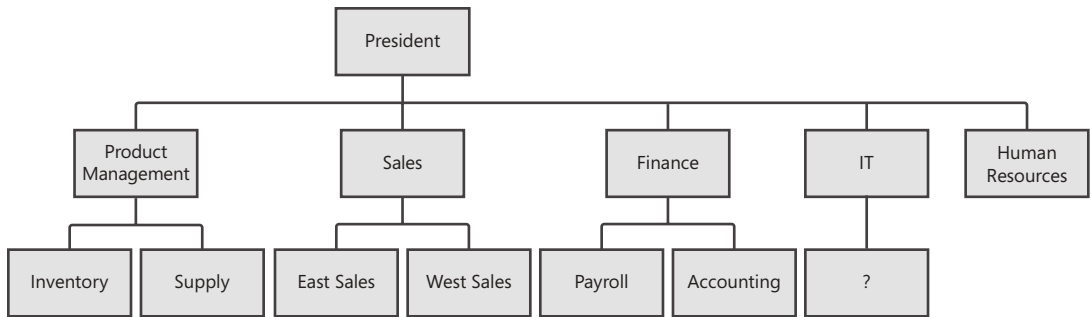 President
Product
Management
Sales
Finance
IT
Human
Resources
Inventory
Supply
East Sales
West Sales
Payroll
Accounting
?